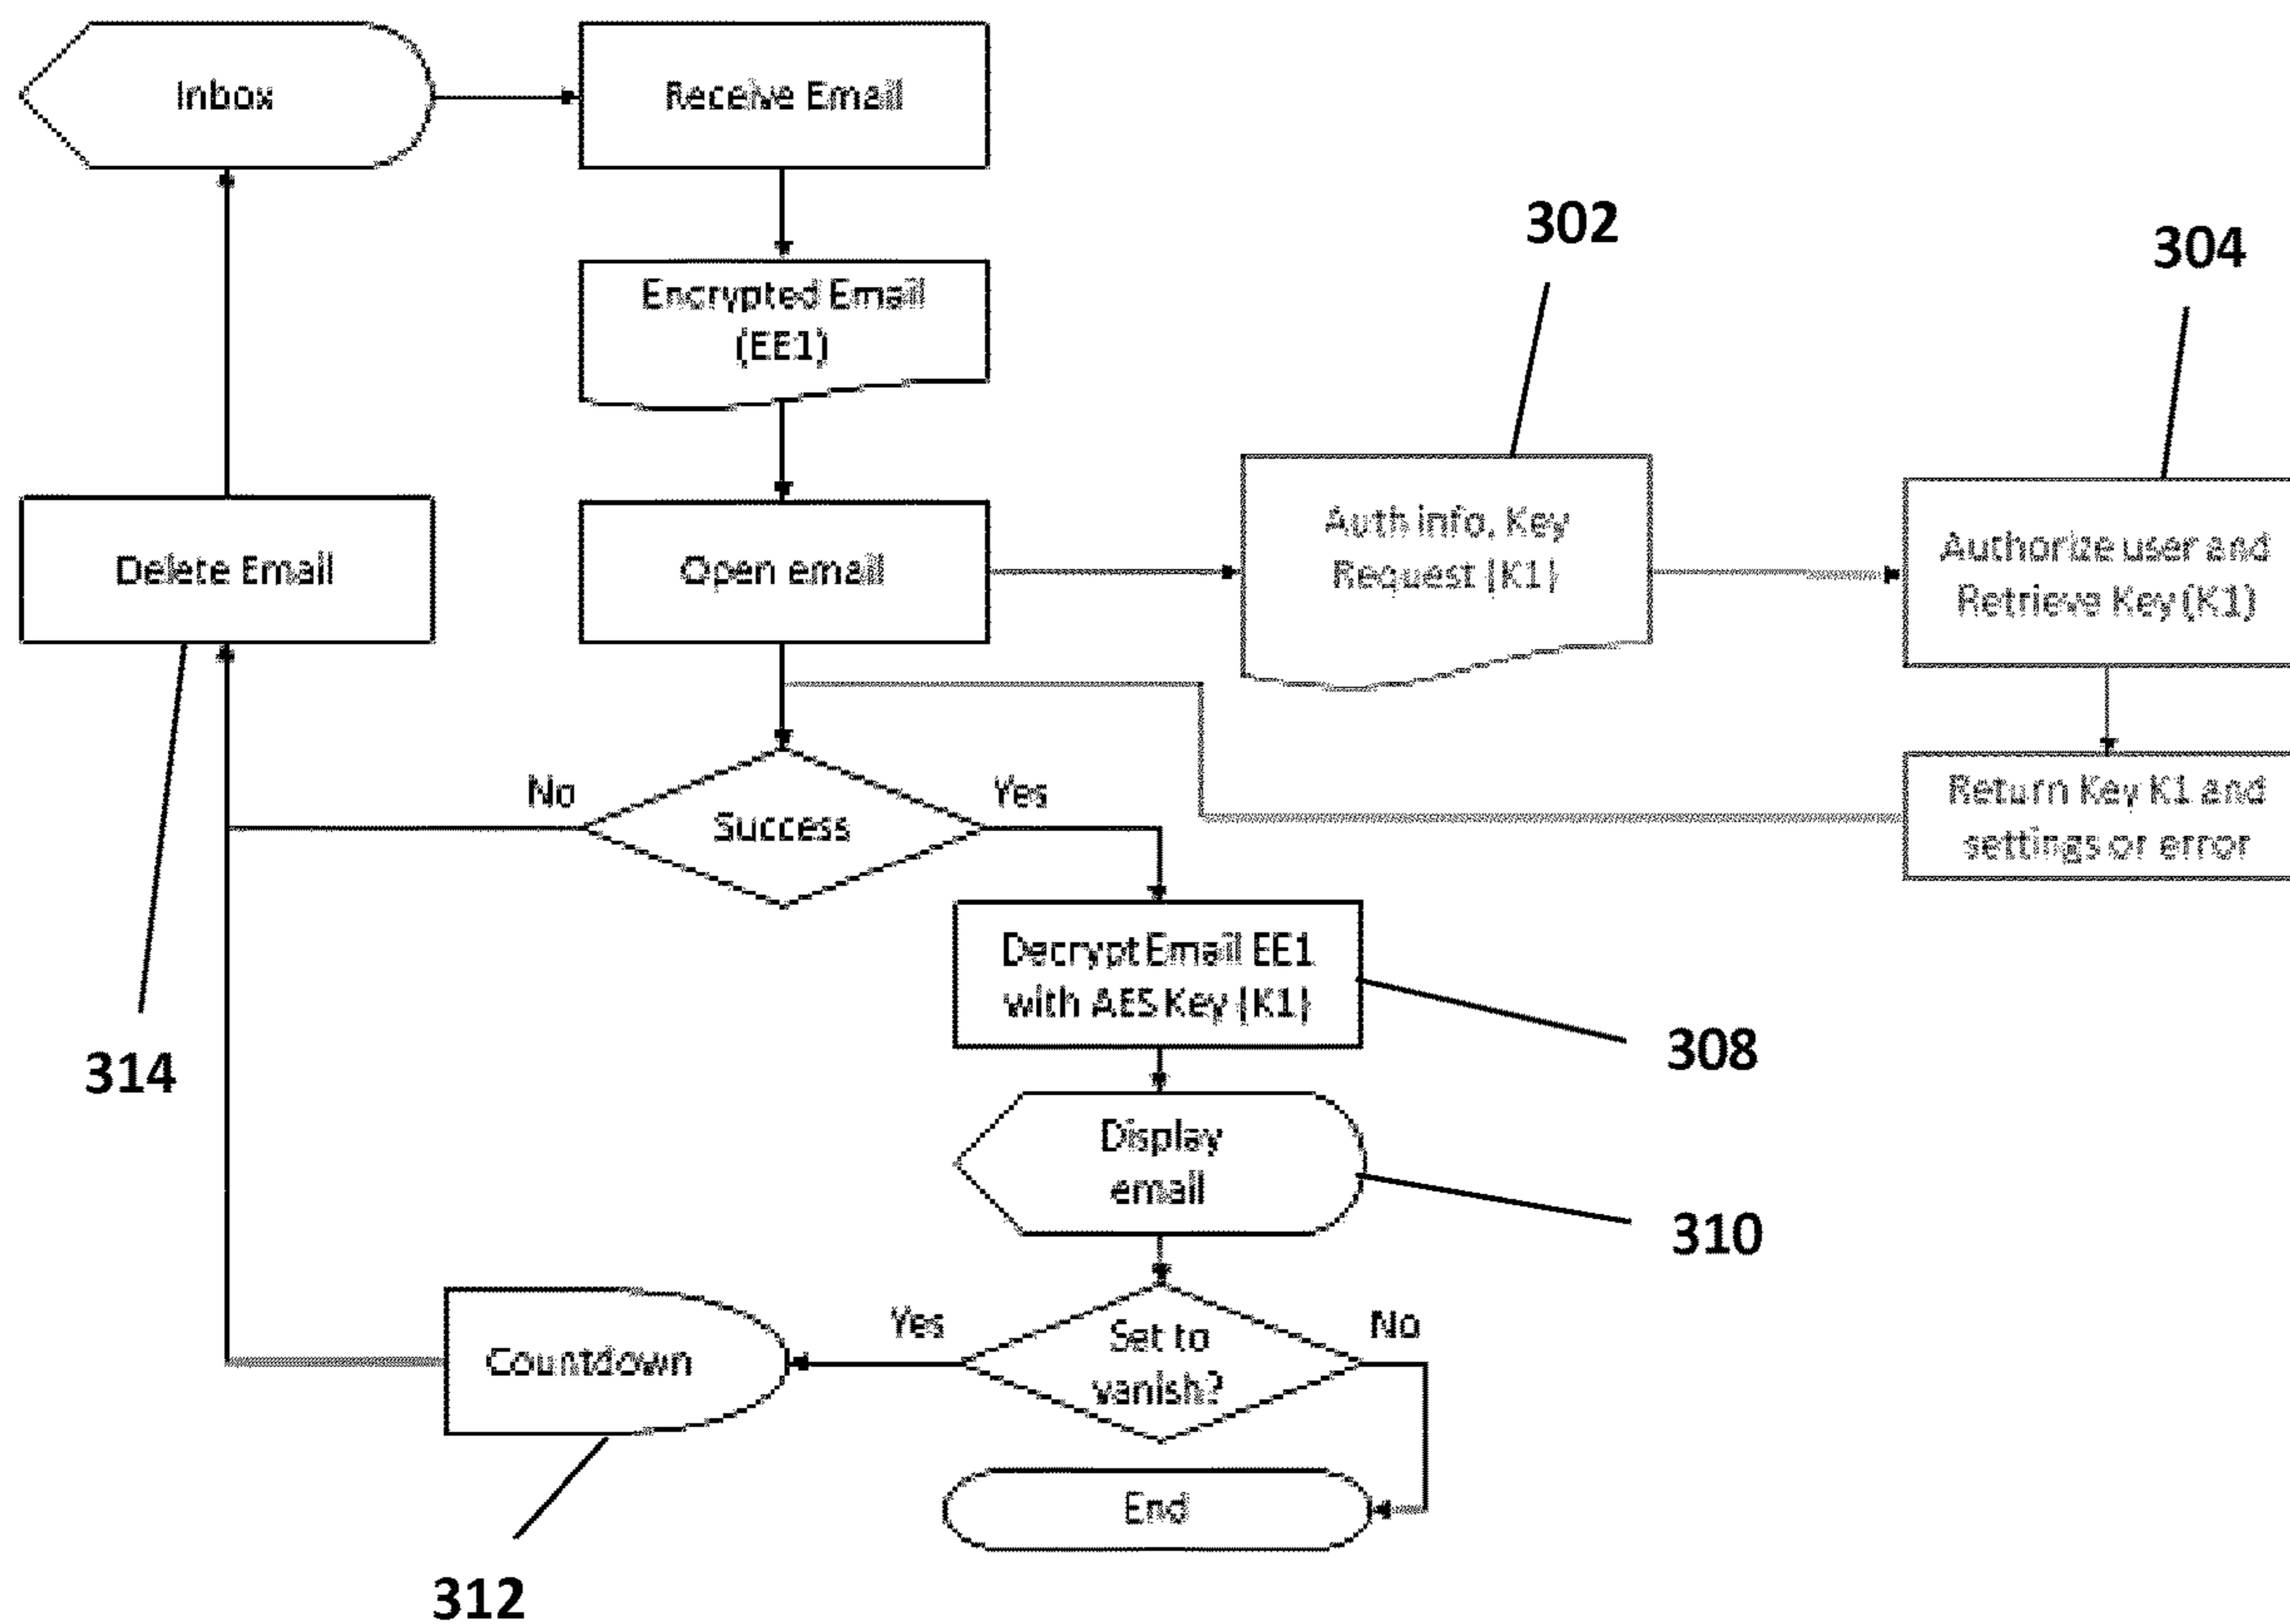 Inbox
Receive Email
302
304
Encrypted Email
(EE1)
Delete Email
Open email
Auth info, Key
Request (K1)
Authorize user and
Retrieve Key (K1)
No
Yes
Success
Return Key K1 and
settings or error
Decrypt Email EE1
with AES Key (K1)
314
308
Display
email
310
Yes
No
Countdown
Set to
vanish?
End
312